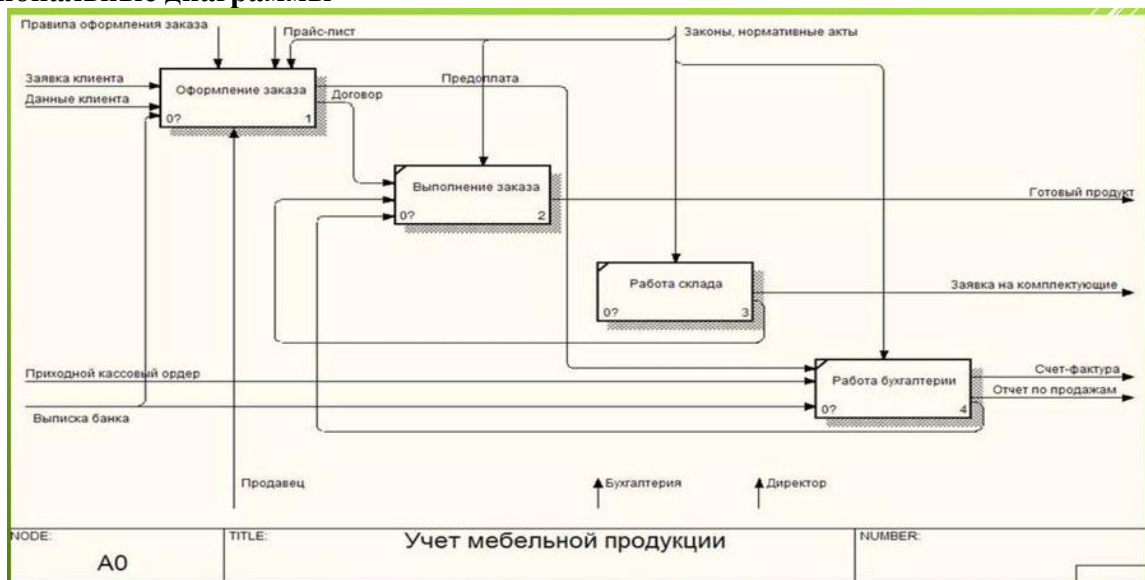 иональные диаграммы
Правила оформления заказа
Прайс-лист
Законы, нормативные акты
Заявка клиента
Предоплата
Данные клиента
Оформление заказа
Договор
0? 1
Выполнение заказа
Готовый продукт
0? 2
Работа склада
Заявка на комплектующие
0? 3
Приходной кассовый ордер
Счет-фактура
Работа бухгалтерии
Отчет по продажам
0? 4
Выписка банка
Продавец
Бухгалтерия
Директор
NODE: TITLE: NUMBER:
Учет мебельной продукции
A0